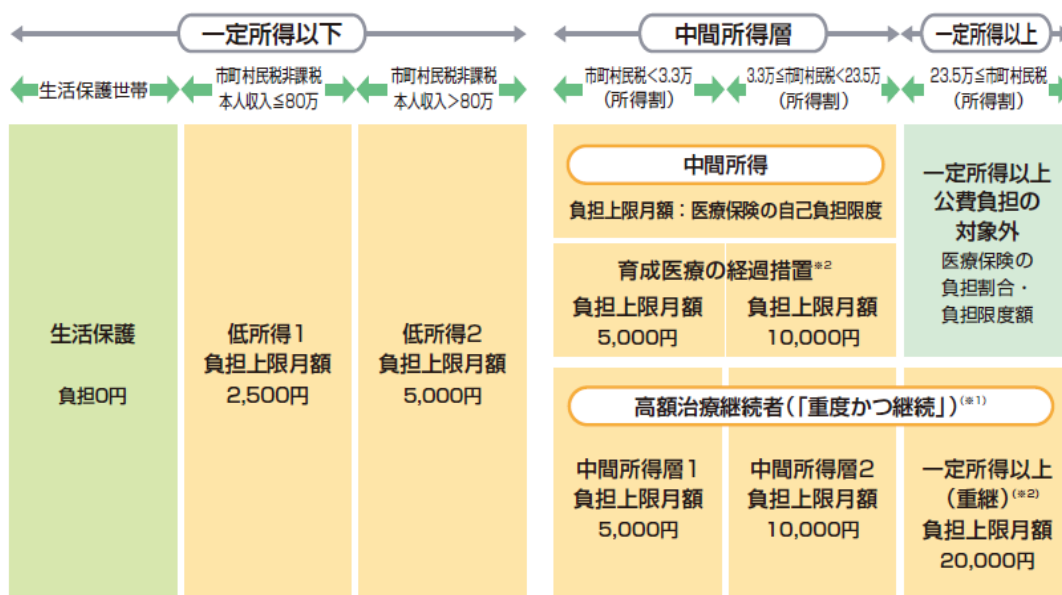 一定所得以下
中間所得層
一定所得以上
生活保護世帯
市町村民税非課税
本人収入≦80万
市町村民税非課税
本人収入>80万
市町村民税<3.3万
(所得割)
3.3万≦市町村民税<23.5万
(所得割)
23.5万≦市町村民税
(所得割)
生活保護
負担0円
低所得1
負担上限月額
2,500円
低所得2
負担上限月額
5,000円
中間所得
負担上限月額:医療保険の自己負担限度
育成医療の経過措置※2
負担上限月額
5,000円
負担上限月額
10,000円
一定所得以上
公費負担の
対象外
医療保険の
負担割合・
負担限度額
高額治療継続者(「重度かつ継続」)(※1)
中間所得層1
負担上限月額
5,000円
中間所得層2
負担上限月額
10,000円
一定所得以上
(重継)(※2)
負担上限月額
20,000円